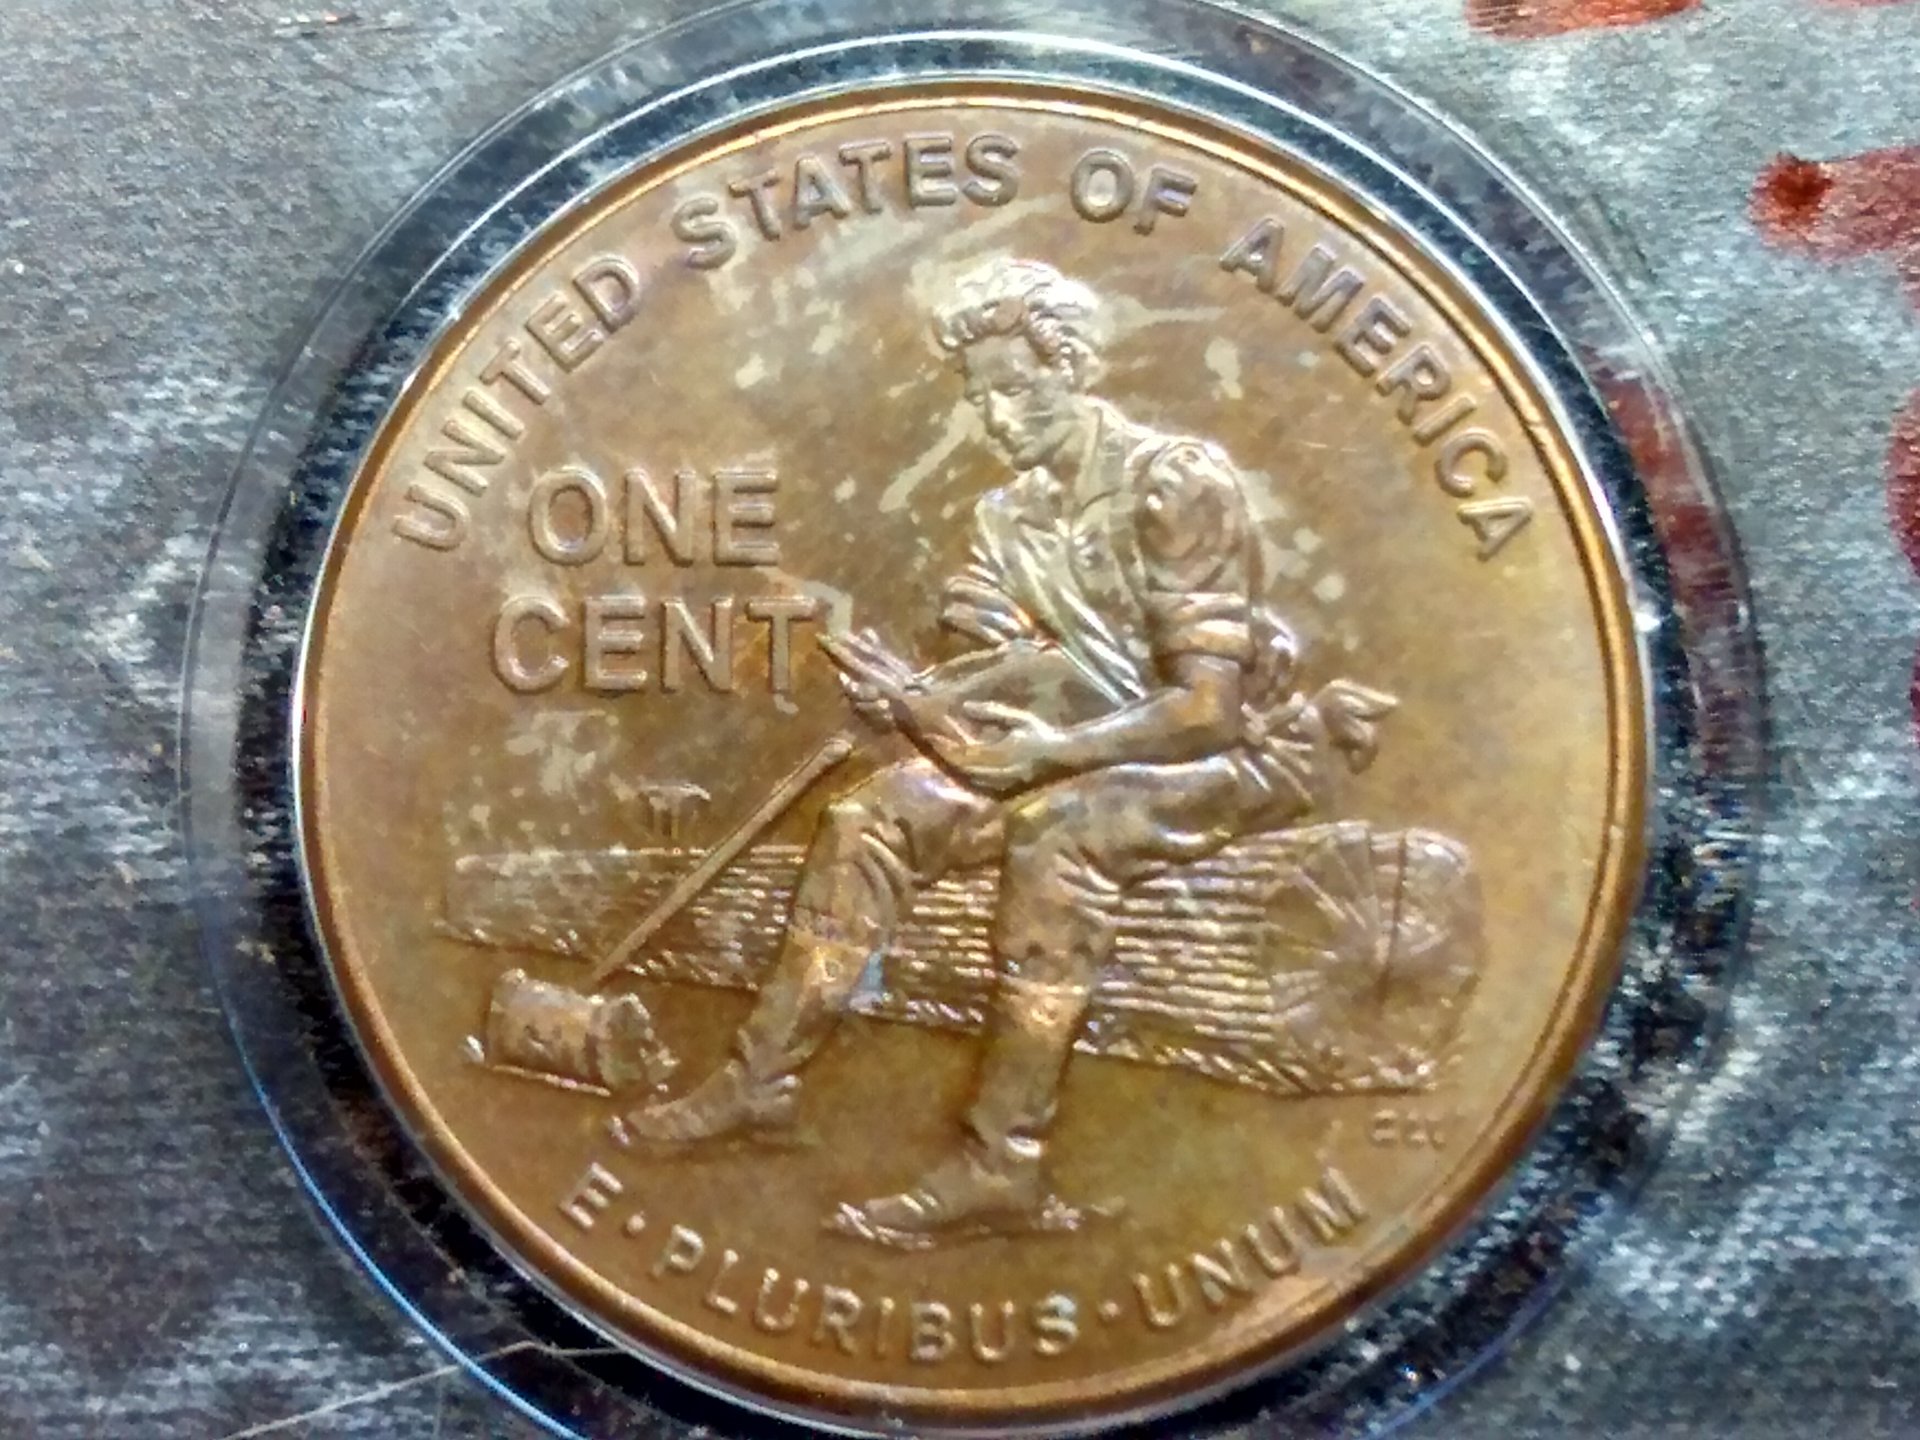 UNITED STATES OF AMERICA
ONE
CENT
E · PLURIBUS · UNUM